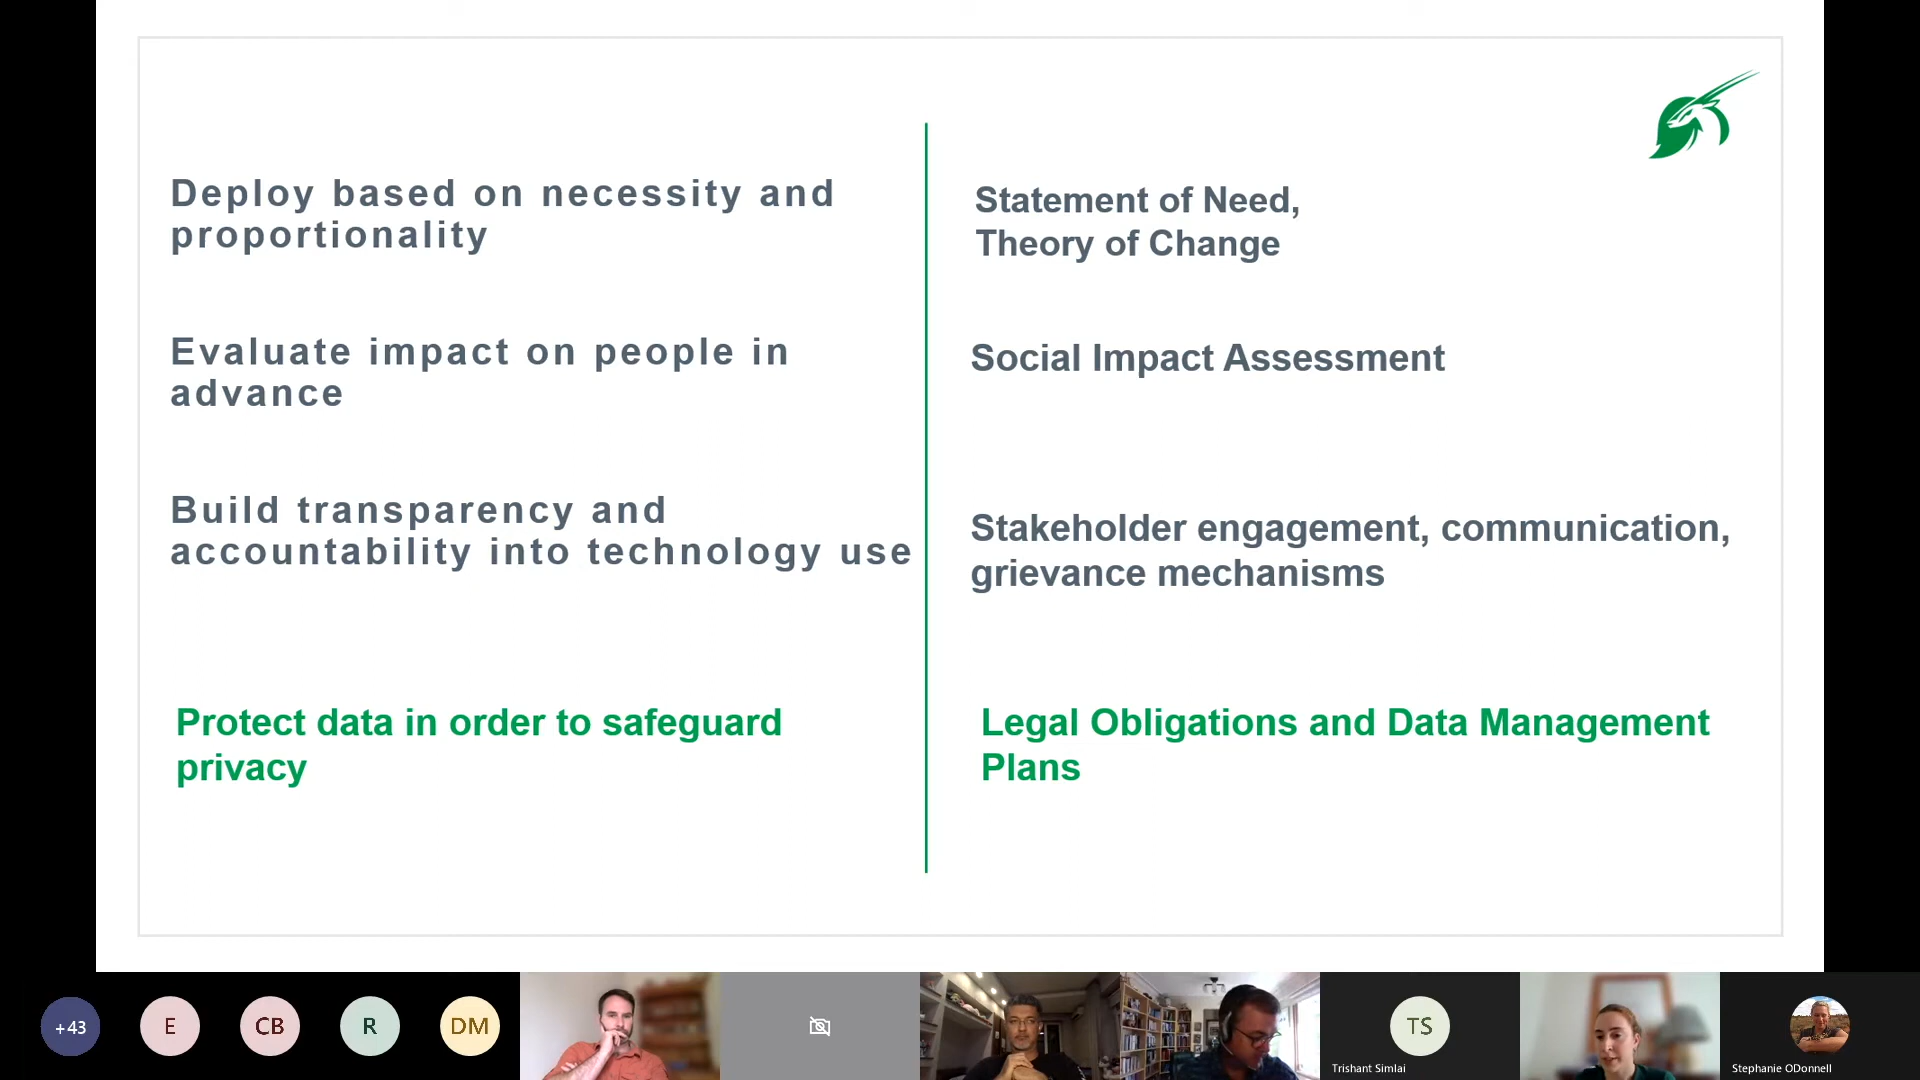 Deploy based on necessity and
proportionality
Statement of Need,
Theory of Change
Evaluate impact on people in
advance
Social Impact Assessment
Build transparency and
accountability into technology use
Stakeholder engagement, communication,
grievance mechanisms
Protect data in order to safeguard
privacy
Legal Obligations and Data Management
Plans
+43
E
CB
R
DM
TS
Trishant Simlai
Stephanie ODonnell